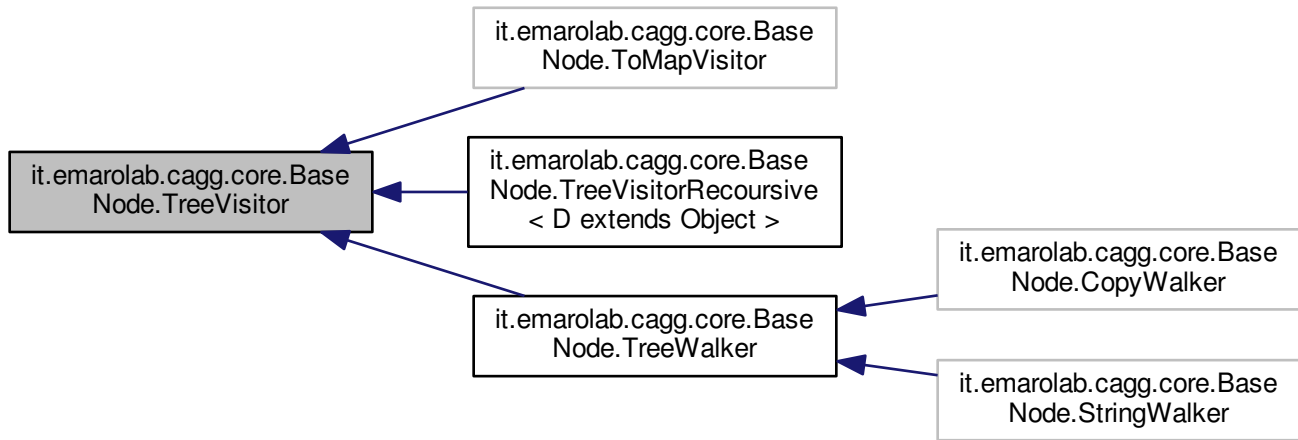 it.emarolab.cagg.core.Base
Node.ToMapVisitor
it.emarolab.cagg.core.Base
Node.TreeVisitor
it.emarolab.cagg.core.Base
Node.TreeVisitorRecoursive
< D extends Object >
it.emarolab.cagg.core.Base
Node.TreeWalker
it.emarolab.cagg.core.Base
Node.CopyWalker
it.emarolab.cagg.core.Base
Node.StringWalker